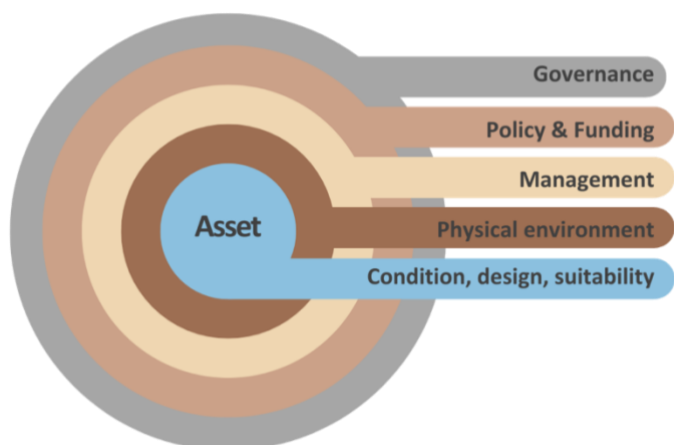 Governance
Policy & Funding
Management
Asset
Physical environment
Condition, design, suitability